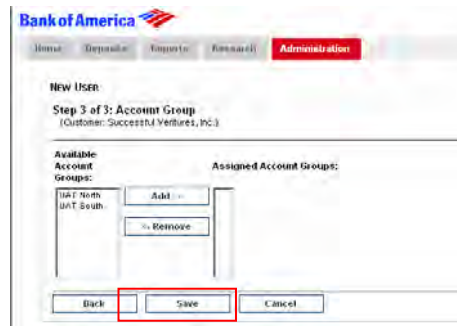 Bank of America
Home Deposits Reports Research Administration
New User
Step 3 of 3: Account Group
(Customer: Successful Ventures, Inc.)
Available Account Groups:
Assigned Account Groups:
UAT North
UAT South
Add >>
<< Remove
Back Save Cancel